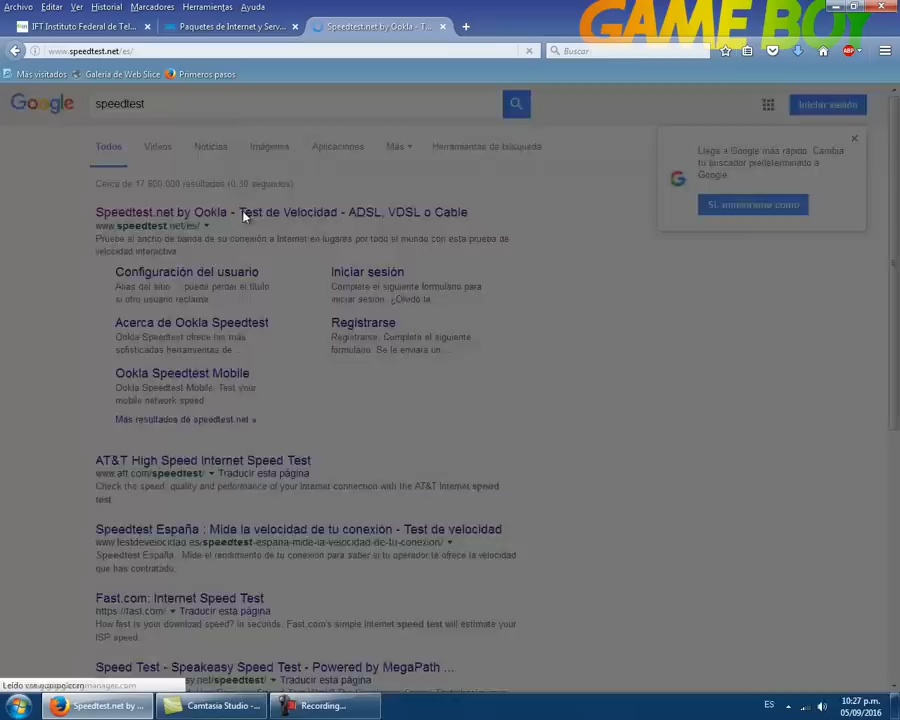 Archivo Editar Ver Historial Marcadores Herramientas Ayuda
GAME BOY
IFT Instituto Federal de Tel...
Paquetes de Internet y Serv...
Speedtest.net by Ookla - T...
www.speedtest.net/es/
Buscar
ABP
Más visitados Galería de Web Slice Primeros pasos
Google
speedtest
Iniciar sesión
Todos Videos Noticias Imágenes Aplicaciones Más Herramientas de búsqueda
Llega a Google más rápido. Cambia
tu buscador predeterminado a
Google.
Cerca de 17 800 000 resultados (0.30 segundos)
Speedtest.net by Ookla - Test de Velocidad - ADSL, VDSL o Cable
www.speedtest.net/es/
Pruebe el ancho de banda de su conexión a Internet en lugares por todo el mundo con esta prueba de
velocidad interactiva.
Configuración del usuario
Alias del sitio ... puede perder el título
si otro usuario reclama
Iniciar sesión
Complete el siguiente formulario para
iniciar sesión. ¿Olvidó la
Acerca de Ookla Speedtest
Ookla Speedtest ofrece las más
sofisticadas herramientas de ...
Registrarse
Registrarse. Complete el siguiente
formulario. Se le enviará un ...
Ookla Speedtest Mobile
Ookla Speedtest Mobile. Test your
mobile network speed
Más resultados de speedtest.net »
AT&T High Speed Internet Speed Test
www.att.com/speedtest/ Traducir esta página
Check the speed, quality and performance of your Internet connection with the AT&T Internet speed
test.
Speedtest España : Mide la velocidad de tu conexión - Test de velocidad
www.testdevelocidad.es/speedtest-espana-mide-la-velocidad-de-tu-conexion/
Speedtest España. Mide el rendimiento de tu conexión para saber si tu operador te ofrece la velocidad
que has contratado.
Fast.com: Internet Speed Test
https://fast.com/ Traducir esta página
How fast is your download speed? In seconds, Fast.com's simple Internet speed test will estimate your
ISP speed.
Speed Test - Speakeasy Speed Test - Powered by MegaPath ...
.net/speedtest/ Traducir esta página
Speedtest.net by ...
Camtasia Studio -...
Recording...
ES
10:27 p.m.
05/09/2016